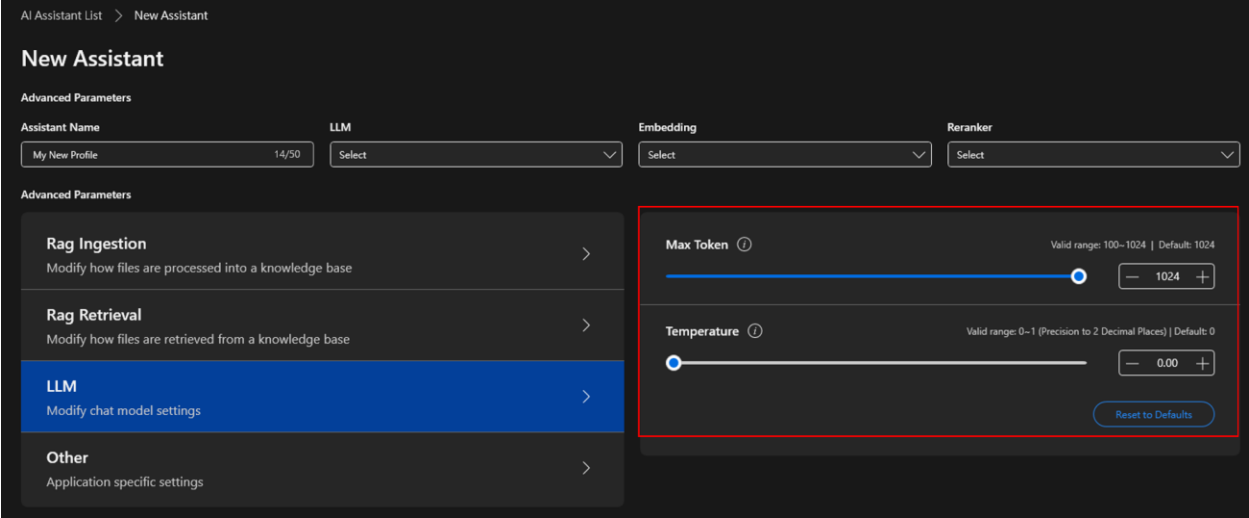 AI Assistant List > New Assistant
New Assistant
Advanced Parameters
Assistant Name
My New Profile 14/50
LLM
Select
Embedding
Select
Reranker
Select
Advanced Parameters
Rag Ingestion
Modify how files are processed into a knowledge base
Rag Retrieval
Modify how files are retrieved from a knowledge base
LLM
Modify chat model settings
Other
Application specific settings
Max Token Valid range: 100~1024 | Default: 1024
1024
Temperature Valid range: 0~1 (Precision to 2 Decimal Places) | Default: 0
0.00
Reset to Defaults